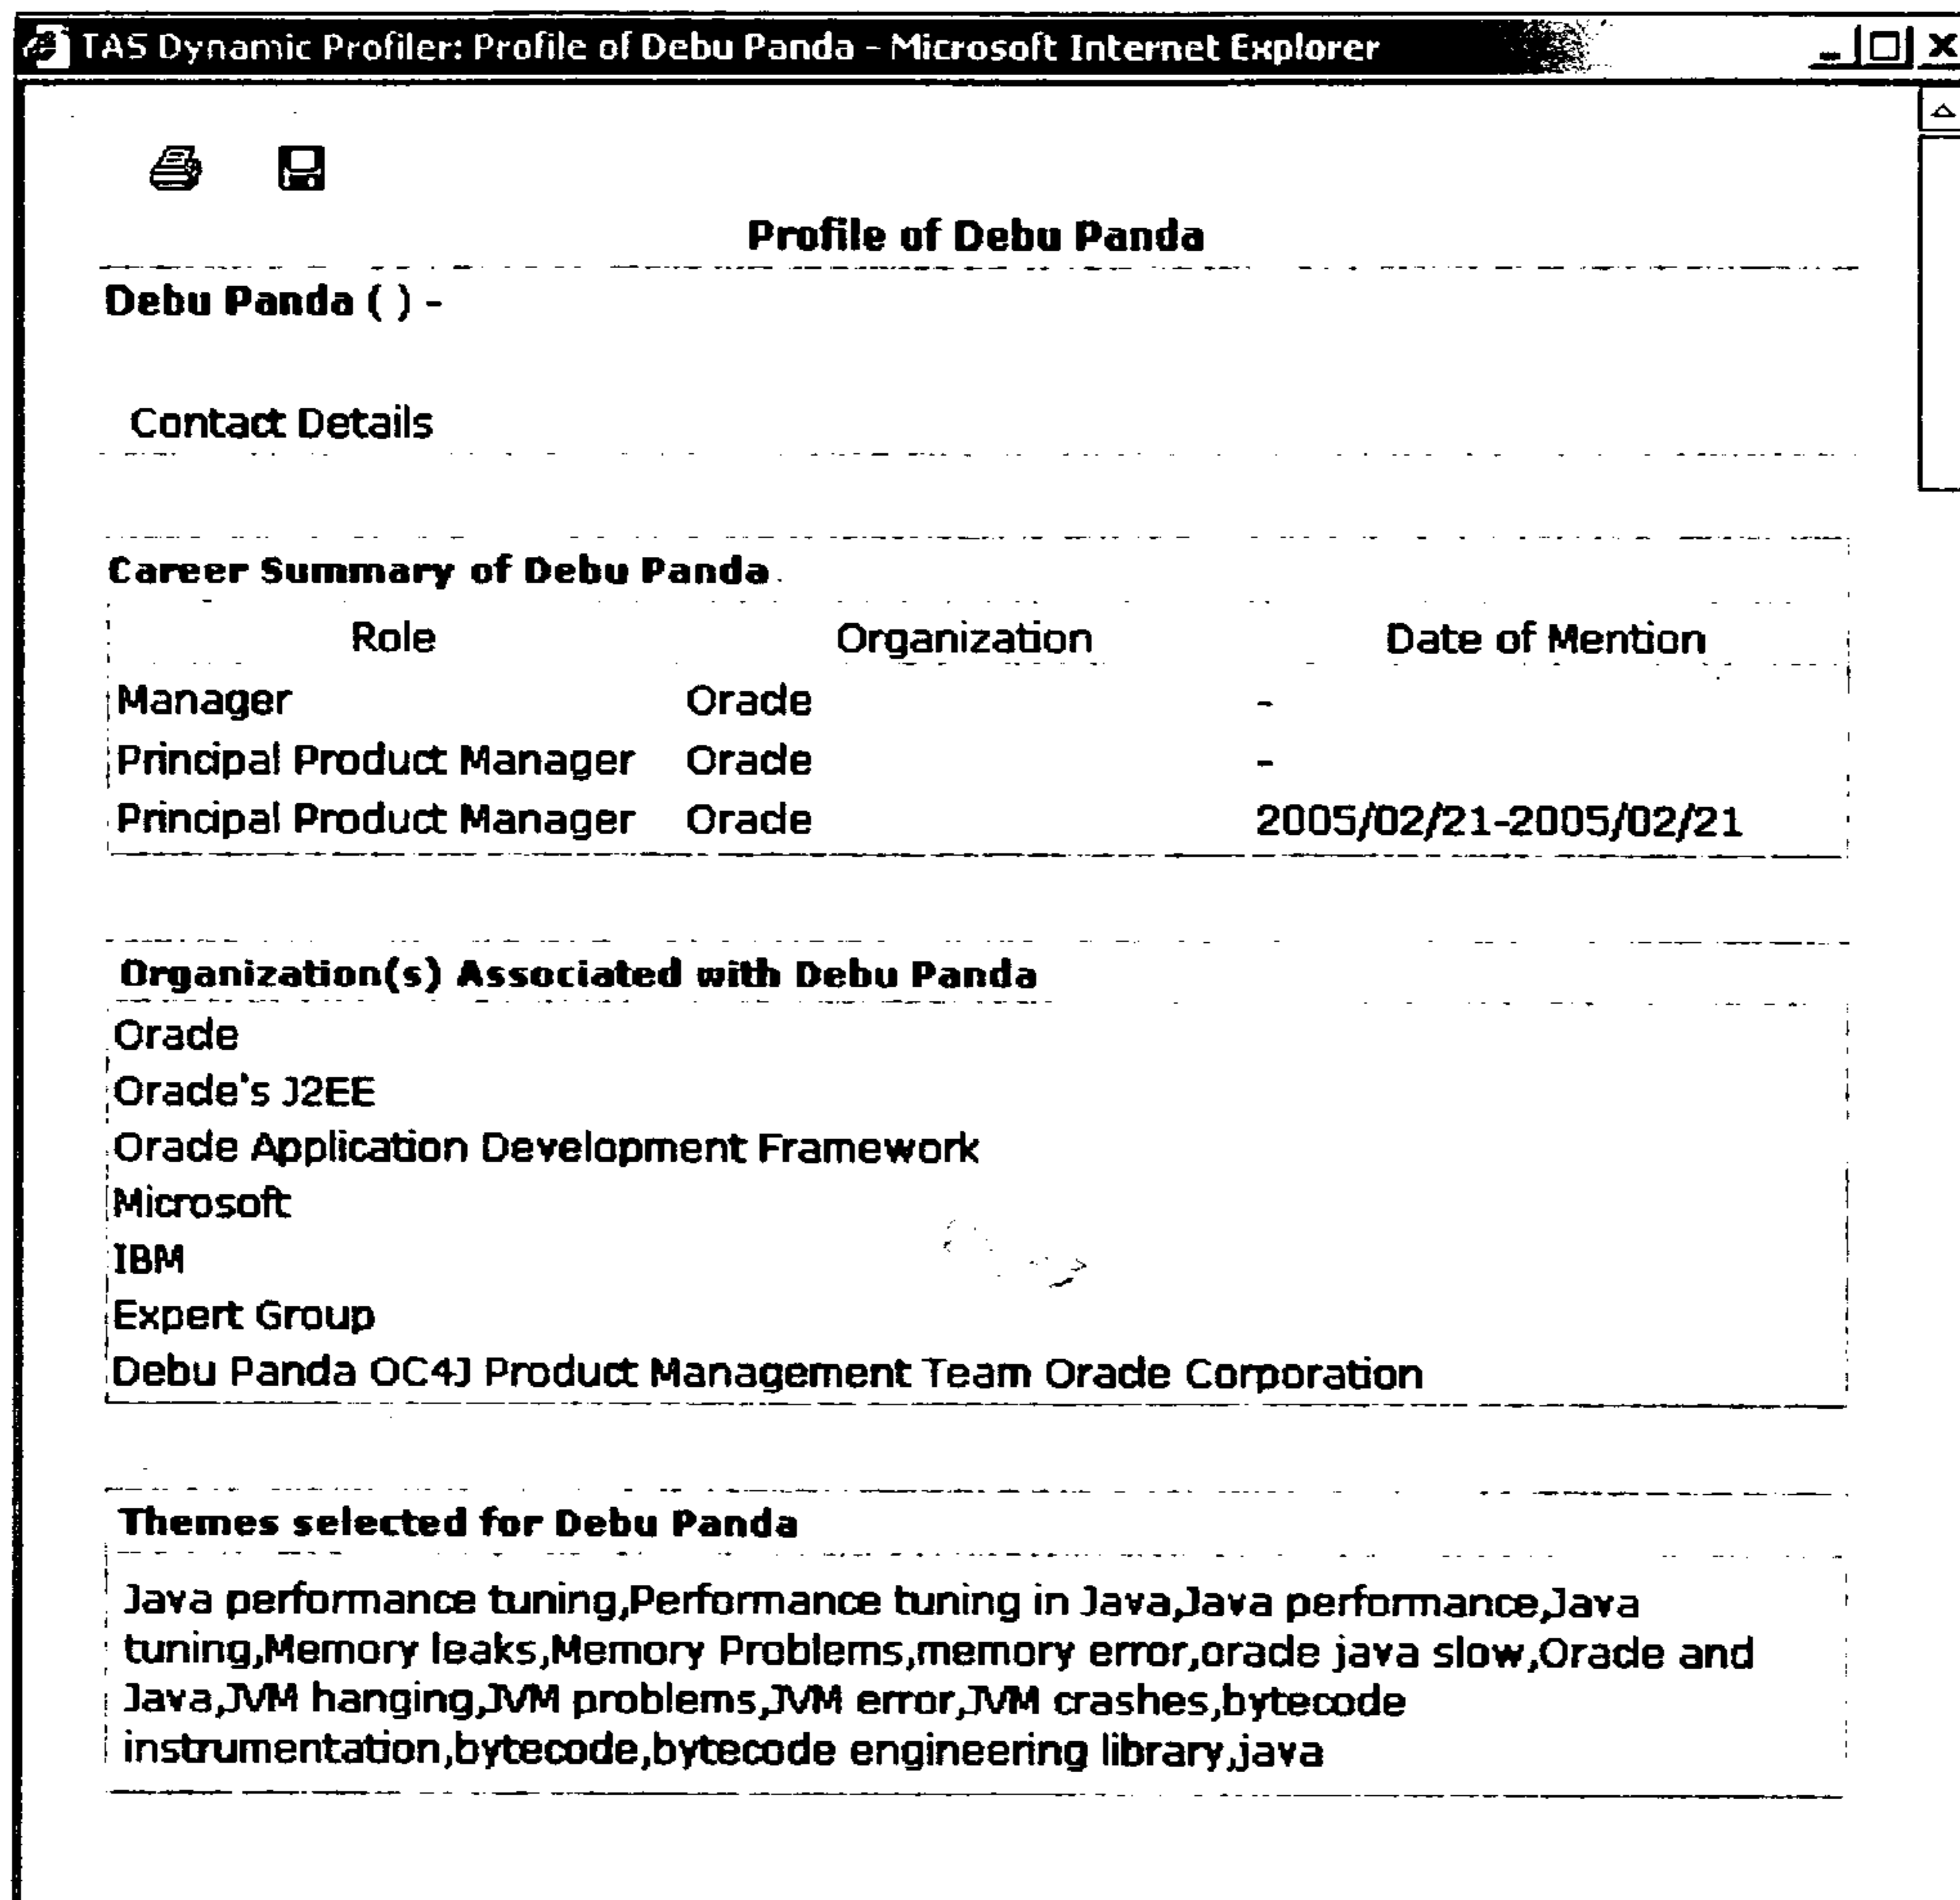 TAS Dynamic Profiler: Profile of Debu Panda - Microsoft Internet Explorer
Profile of Debu Panda
Debu Panda ( ) -
Contact Details
Career Summary of Debu Panda
Role Organization Date of Mention
Manager Oracle -
Principal Product Manager Oracle -
Principal Product Manager Oracle 2005/02/21-2005/02/21
Organization(s) Associated with Debu Panda
Oracle
Oracle's J2EE
Oracle Application Development Framework
Microsoft
IBM
Expert Group
Debu Panda OC4J Product Management Team Oracle Corporation
Themes selected for Debu Panda
Java performance tuning,Performance tuning in Java,Java performance,Java
tuning,Memory leaks,Memory Problems,memory error,oracle java slow,Oracle and
Java,JVM hanging,JVM problems,JVM error,JVM crashes,bytecode
instrumentation,bytecode,bytecode engineering library,java